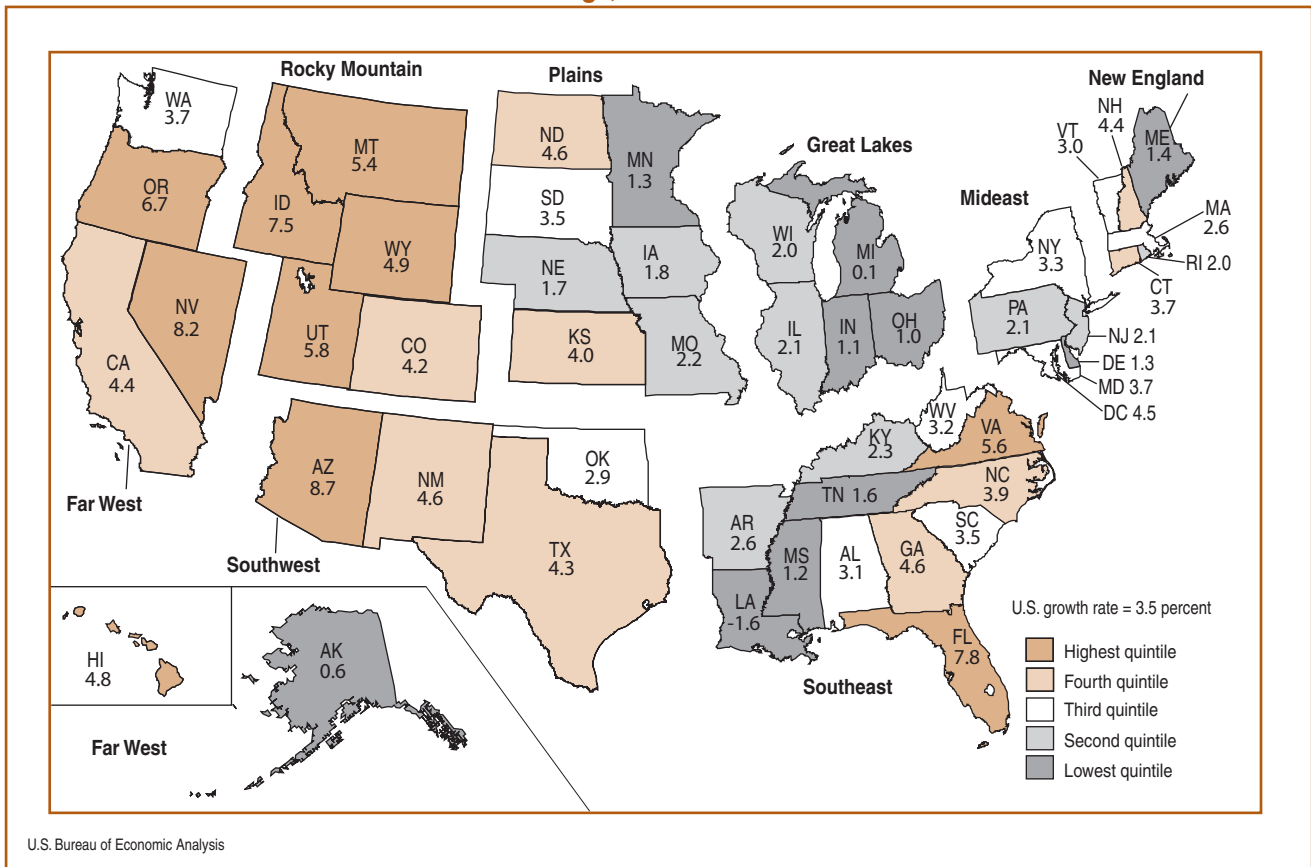 Rocky Mountain
Plains
New England
Great Lakes
Mideast
WA
3.7
OR
6.7
CA
4.4
NV
8.2
ID
7.5
MT
5.4
WY
4.9
UT
5.8
CO
4.2
AZ
8.7
NM
4.6
TX
4.3
OK
2.9
ND
4.6
SD
3.5
NE
1.7
KS
4.0
MN
1.3
IA
1.8
MO
2.2
WI
2.0
IL
2.1
MI
0.1
IN
1.1
OH
1.0
NH
4.4
VT
3.0
ME
1.4
MA
2.6
RI 2.0
CT
3.7
NY
3.3
PA
2.1
NJ 2.1
DE 1.3
MD 3.7
DC 4.5
WV
3.2
VA
5.6
KY
2.3
TN 1.6
NC
3.9
SC
3.5
GA
4.6
AL
3.1
MS
1.2
AR
2.6
LA
-1.6
FL
7.8
Far West
Southwest
Southeast
HI
4.8
AK
0.6
Far West
U.S. growth rate = 3.5 percent
Highest quintile
Fourth quintile
Third quintile
Second quintile
Lowest quintile
U.S. Bureau of Economic Analysis